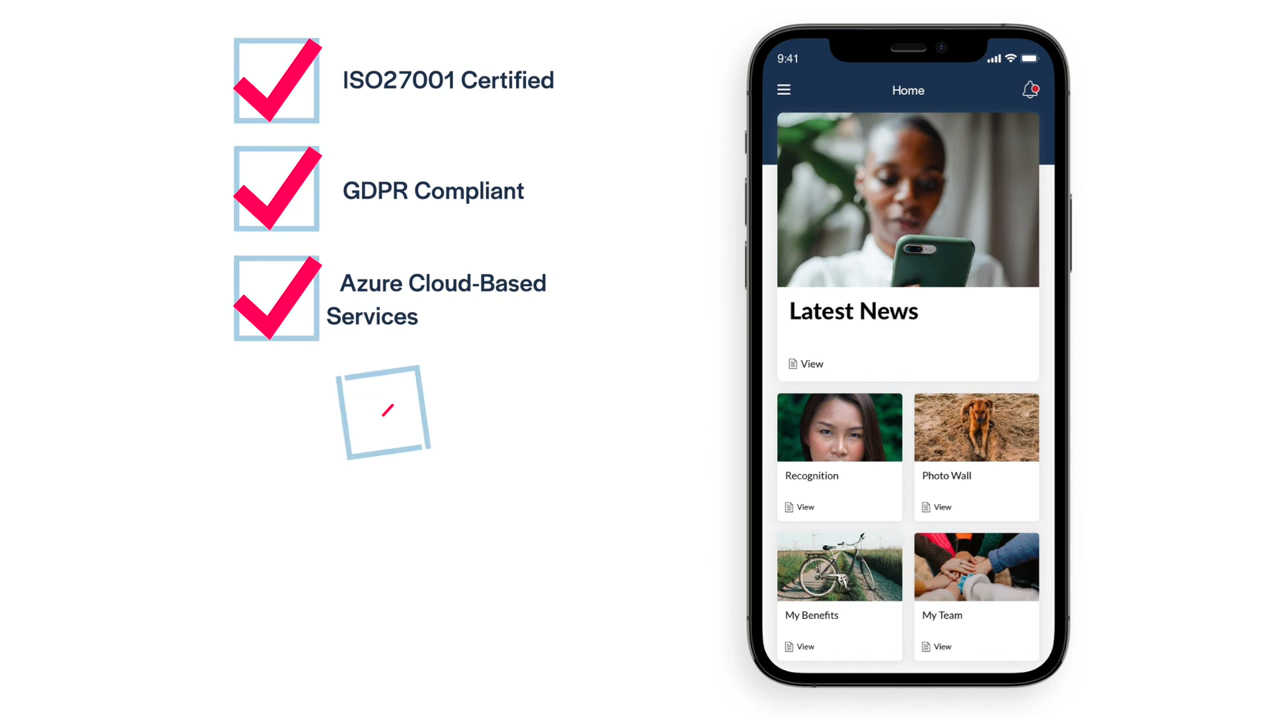 ISO27001 Certified
GDPR Compliant
Azure Cloud-Based
Services
9:41
Home
Latest News
View
Recognition
Photo Wall
View
View
My Benefits
My Team
View
View